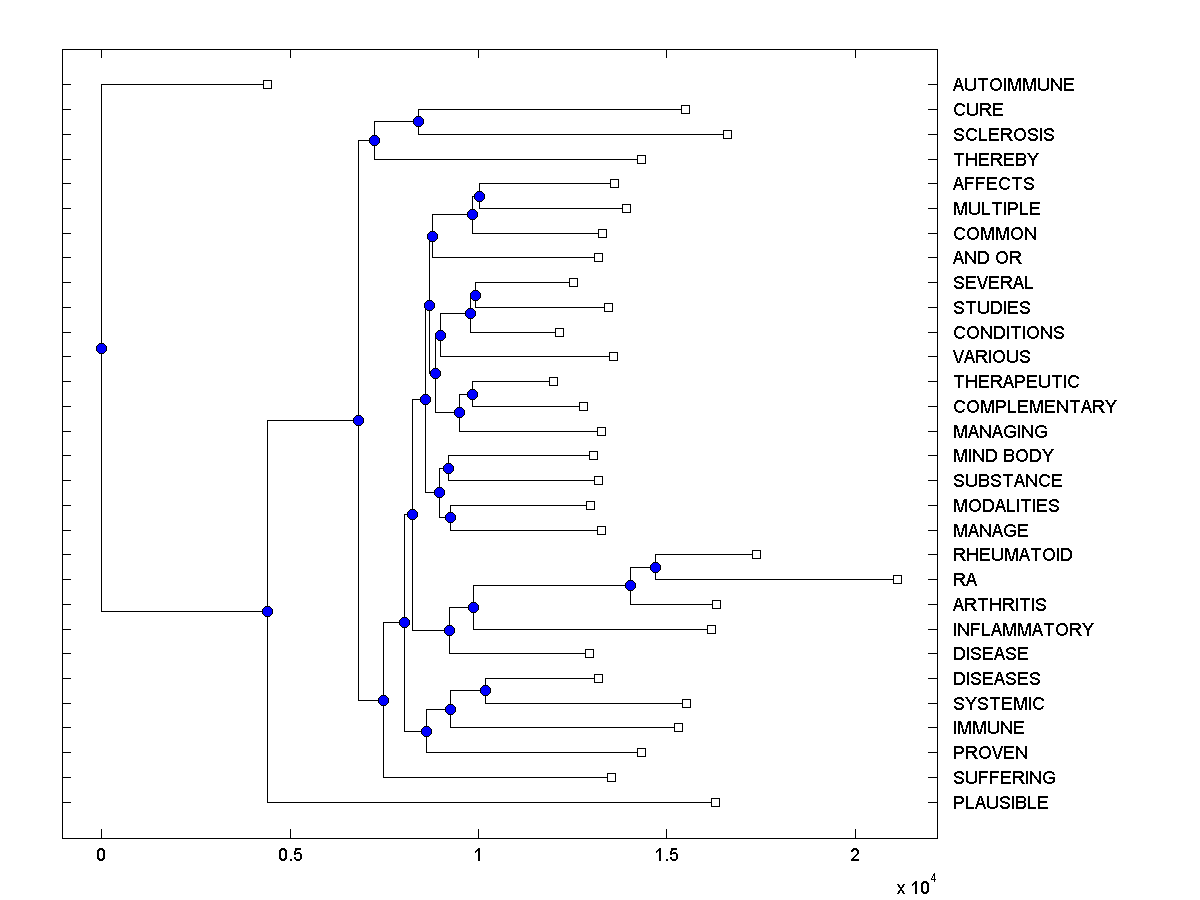 AUTOIMMUNE
CURE
SCLEROSIS
THEREBY
AFFECTS
MULTIPLE
COMMON
AND OR
SEVERAL
STUDIES
CONDITIONS
VARIOUS
THERAPEUTIC
COMPLEMENTARY
MANAGING
MIND BODY
SUBSTANCE
MODALITIES
MANAGE
RHEUMATOID
RA
ARTHRITIS
INFLAMMATORY
DISEASE
DISEASES
SYSTEMIC
IMMUNE
PROVEN
SUFFERING
PLAUSIBLE
0 0.5 1 1.5 2
x 10^4